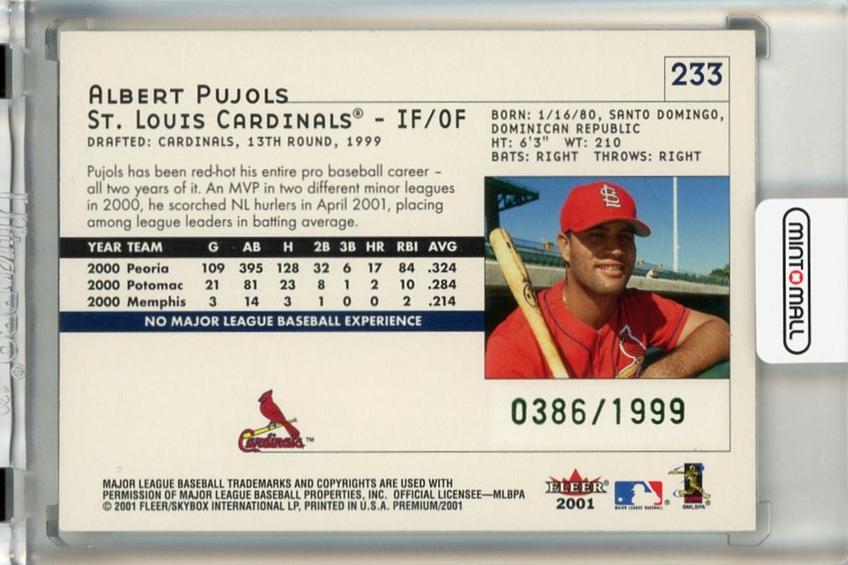 233
ALBERT PUJOLS
ST. LOUIS CARDINALS® - IF/OF
DRAFTED: CARDINALS, 13TH ROUND, 1999
BORN: 1/16/80, SANTO DOMINGO,
DOMINICAN REPUBLIC
HT: 6'3" WT: 210
BATS: RIGHT THROWS: RIGHT
Pujols has been red-hot his entire pro baseball career –
all two years of it. An MVP in two different minor leagues
in 2000, he scorched NL hurlers in April 2001, placing
among league leaders in batting average.
YEAR TEAM G AB H 2B 3B HR RBI AVG
2000 Peoria 109 395 128 32 6 17 84 .324
2000 Potomac 21 81 23 8 1 2 10 .284
2000 Memphis 3 14 3 1 0 0 2 .214
NO MAJOR LEAGUE BASEBALL EXPERIENCE
0386/1999
Cardinals™
MAJOR LEAGUE BASEBALL TRADEMARKS AND COPYRIGHTS ARE USED WITH
PERMISSION OF MAJOR LEAGUE BASEBALL PROPERTIES, INC. OFFICIAL LICENSEE—MLBPA
© 2001 FLEER/SKYBOX INTERNATIONAL LP, PRINTED IN U.S.A. PREMIUM/2001
FLEER
2001
MAJOR LEAGUE BASEBALL
©MLBPA
MINTOMALL